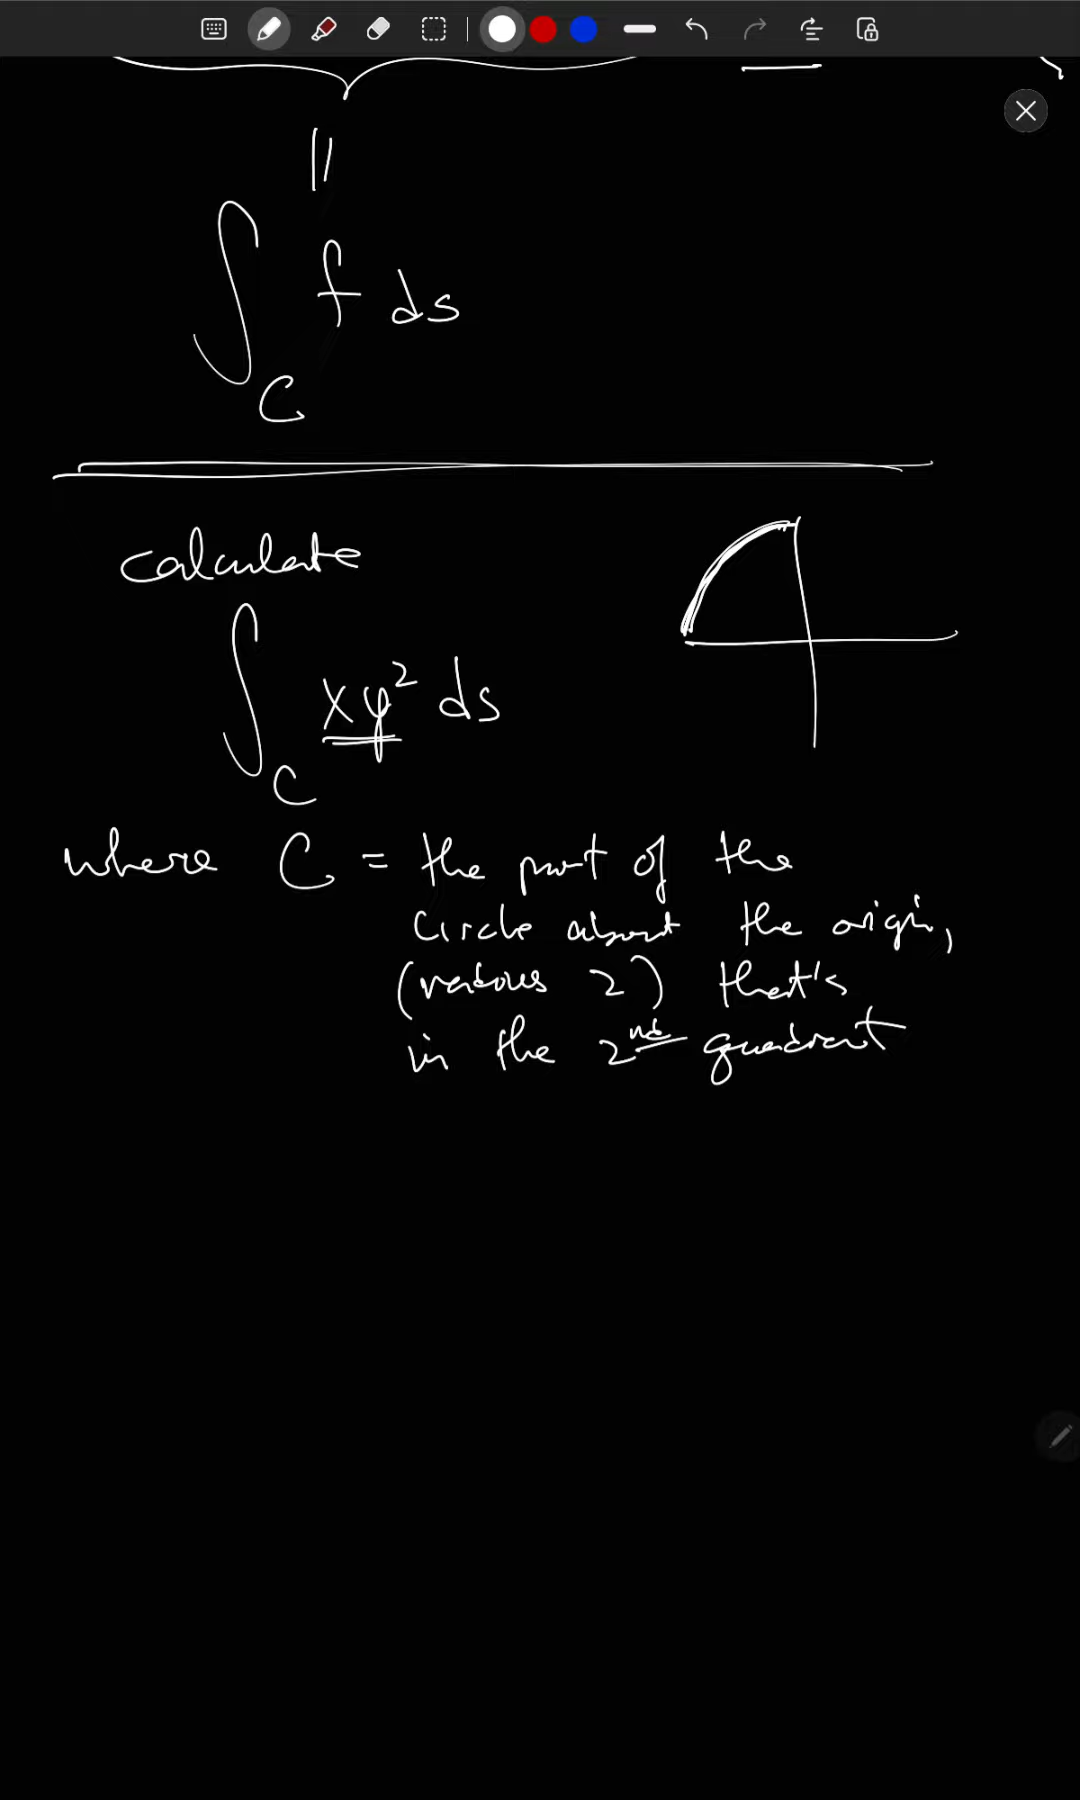 ||
∫_C f ds
calculate
∫_C xy² ds
where C = the part of the
circle about the origin,
(radius 2) that's
in the 2nd quadrant